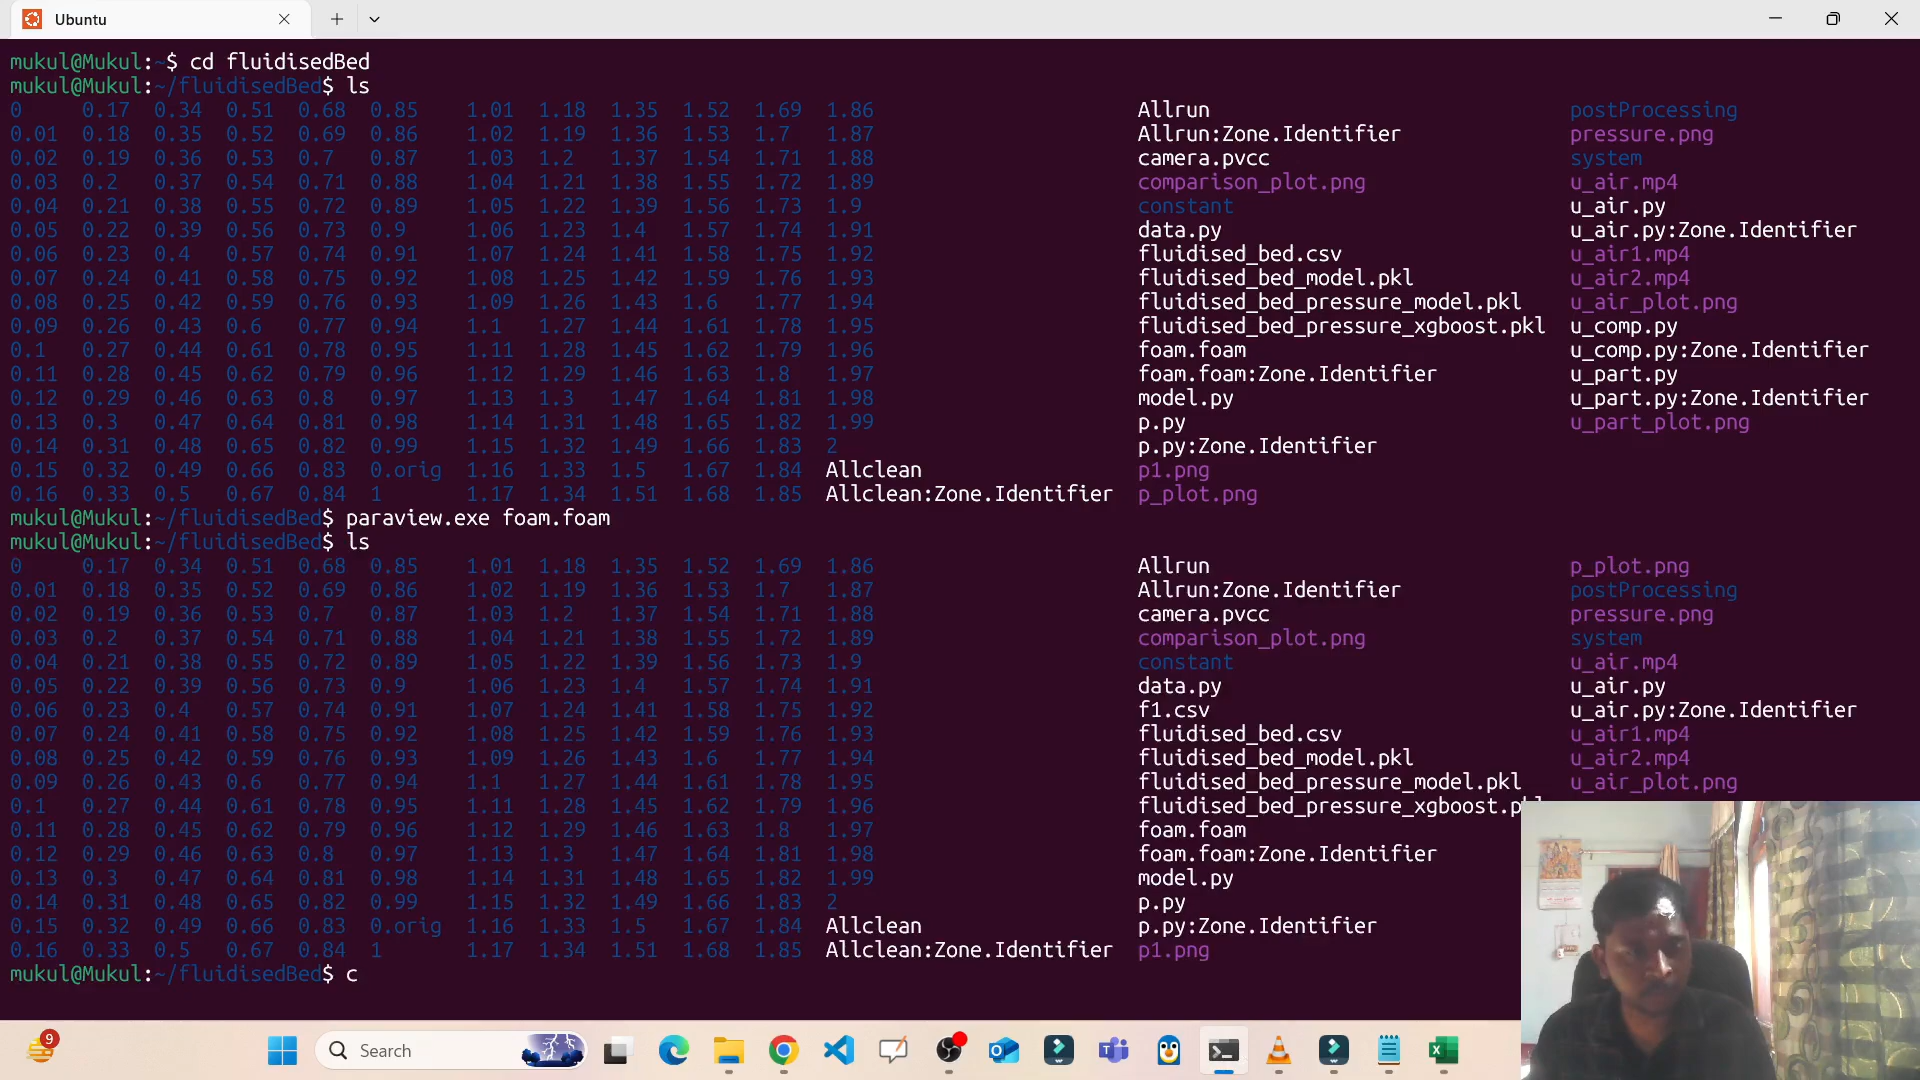 Ubuntu
mukul@Mukul:~$ cd fluidisedBed
mukul@Mukul:~/fluidisedBed$ ls
0 0.17 0.34 0.51 0.68 0.85 1.01 1.18 1.35 1.52 1.69 1.86 Allrun postProcessing
0.01 0.18 0.35 0.52 0.69 0.86 1.02 1.19 1.36 1.53 1.7 1.87 Allrun:Zone.Identifier pressure.png
0.02 0.19 0.36 0.53 0.7 0.87 1.03 1.2 1.37 1.54 1.71 1.88 camera.pvcc system
0.03 0.2 0.37 0.54 0.71 0.88 1.04 1.21 1.38 1.55 1.72 1.89 comparison_plot.png u_air.mp4
0.04 0.21 0.38 0.55 0.72 0.89 1.05 1.22 1.39 1.56 1.73 1.9 constant u_air.py
0.05 0.22 0.39 0.56 0.73 0.9 1.06 1.23 1.4 1.57 1.74 1.91 data.py u_air.py:Zone.Identifier
0.06 0.23 0.4 0.57 0.74 0.91 1.07 1.24 1.41 1.58 1.75 1.92 fluidised_bed.csv u_air1.mp4
0.07 0.24 0.41 0.58 0.75 0.92 1.08 1.25 1.42 1.59 1.76 1.93 fluidised_bed_model.pkl u_air2.mp4
0.08 0.25 0.42 0.59 0.76 0.93 1.09 1.26 1.43 1.6 1.77 1.94 fluidised_bed_pressure_model.pkl u_air_plot.png
0.09 0.26 0.43 0.6 0.77 0.94 1.1 1.27 1.44 1.61 1.78 1.95 fluidised_bed_pressure_xgboost.pkl u_comp.py
0.1 0.27 0.44 0.61 0.78 0.95 1.11 1.28 1.45 1.62 1.79 1.96 foam.foam u_comp.py:Zone.Identifier
0.11 0.28 0.45 0.62 0.79 0.96 1.12 1.29 1.46 1.63 1.8 1.97 foam.foam:Zone.Identifier u_part.py
0.12 0.29 0.46 0.63 0.8 0.97 1.13 1.3 1.47 1.64 1.81 1.98 model.py u_part.py:Zone.Identifier
0.13 0.3 0.47 0.64 0.81 0.98 1.14 1.31 1.48 1.65 1.82 1.99 p.py u_part_plot.png
0.14 0.31 0.48 0.65 0.82 0.99 1.15 1.32 1.49 1.66 1.83 2 p.py:Zone.Identifier
0.15 0.32 0.49 0.66 0.83 0.orig 1.16 1.33 1.5 1.67 1.84 Allclean p1.png
0.16 0.33 0.5 0.67 0.84 1 1.17 1.34 1.51 1.68 1.85 Allclean:Zone.Identifier p_plot.png
mukul@Mukul:~/fluidisedBed$ paraview.exe foam.foam
mukul@Mukul:~/fluidisedBed$ ls
0 0.17 0.34 0.51 0.68 0.85 1.01 1.18 1.35 1.52 1.69 1.86 Allrun p_plot.png
0.01 0.18 0.35 0.52 0.69 0.86 1.02 1.19 1.36 1.53 1.7 1.87 Allrun:Zone.Identifier postProcessing
0.02 0.19 0.36 0.53 0.7 0.87 1.03 1.2 1.37 1.54 1.71 1.88 camera.pvcc pressure.png
0.03 0.2 0.37 0.54 0.71 0.88 1.04 1.21 1.38 1.55 1.72 1.89 comparison_plot.png system
0.04 0.21 0.38 0.55 0.72 0.89 1.05 1.22 1.39 1.56 1.73 1.9 constant u_air.mp4
0.05 0.22 0.39 0.56 0.73 0.9 1.06 1.23 1.4 1.57 1.74 1.91 data.py u_air.py
0.06 0.23 0.4 0.57 0.74 0.91 1.07 1.24 1.41 1.58 1.75 1.92 f1.csv u_air.py:Zone.Identifier
0.07 0.24 0.41 0.58 0.75 0.92 1.08 1.25 1.42 1.59 1.76 1.93 fluidised_bed.csv u_air1.mp4
0.08 0.25 0.42 0.59 0.76 0.93 1.09 1.26 1.43 1.6 1.77 1.94 fluidised_bed_model.pkl u_air2.mp4
0.09 0.26 0.43 0.6 0.77 0.94 1.1 1.27 1.44 1.61 1.78 1.95 fluidised_bed_pressure_model.pkl u_air_plot.png
0.1 0.27 0.44 0.61 0.78 0.95 1.11 1.28 1.45 1.62 1.79 1.96 fluidised_bed_pressure_xgboost.pkl
0.11 0.28 0.45 0.62 0.79 0.96 1.12 1.29 1.46 1.63 1.8 1.97 foam.foam
0.12 0.29 0.46 0.63 0.8 0.97 1.13 1.3 1.47 1.64 1.81 1.98 foam.foam:Zone.Identifier
0.13 0.3 0.47 0.64 0.81 0.98 1.14 1.31 1.48 1.65 1.82 1.99 model.py
0.14 0.31 0.48 0.65 0.82 0.99 1.15 1.32 1.49 1.66 1.83 2 p.py
0.15 0.32 0.49 0.66 0.83 0.orig 1.16 1.33 1.5 1.67 1.84 Allclean p.py:Zone.Identifier
0.16 0.33 0.5 0.67 0.84 1 1.17 1.34 1.51 1.68 1.85 Allclean:Zone.Identifier p1.png
mukul@Mukul:~/fluidisedBed$ c
9
Search